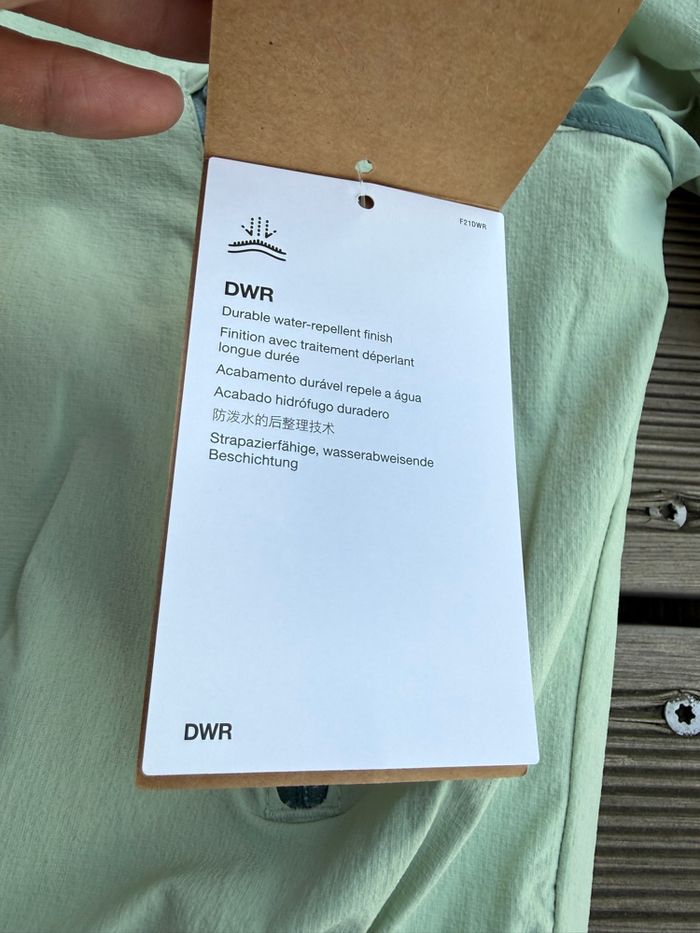 F21DWR
DWR
Durable water-repellent finish
Finition avec traitement déperlant
longue durée
Acabamento durável repele a água
Acabado hidrófugo duradero
防泼水的后整理技术
Strapazierfähige, wasserabweisende
Beschichtung
DWR